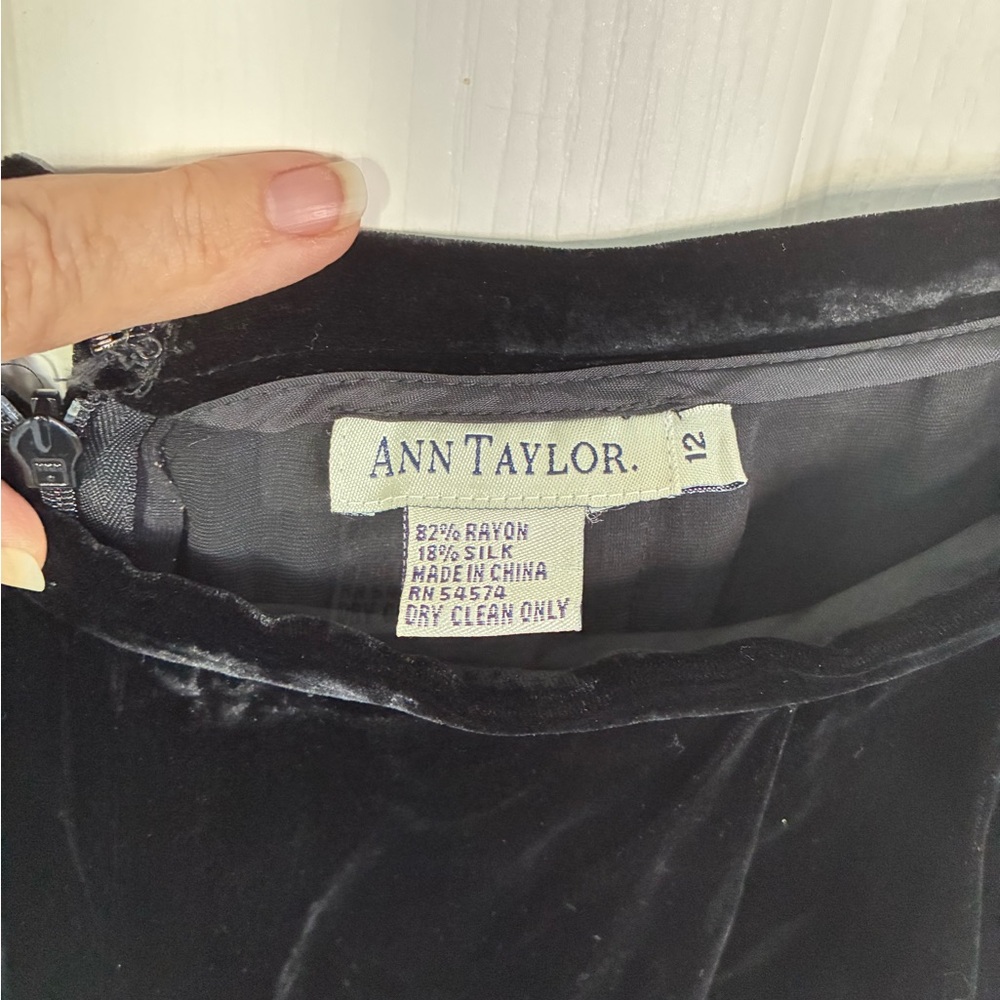 ANN TAYLOR.
12
82% RAYON
18% SILK
MADE IN CHINA
RN 54574
DRY CLEAN ONLY